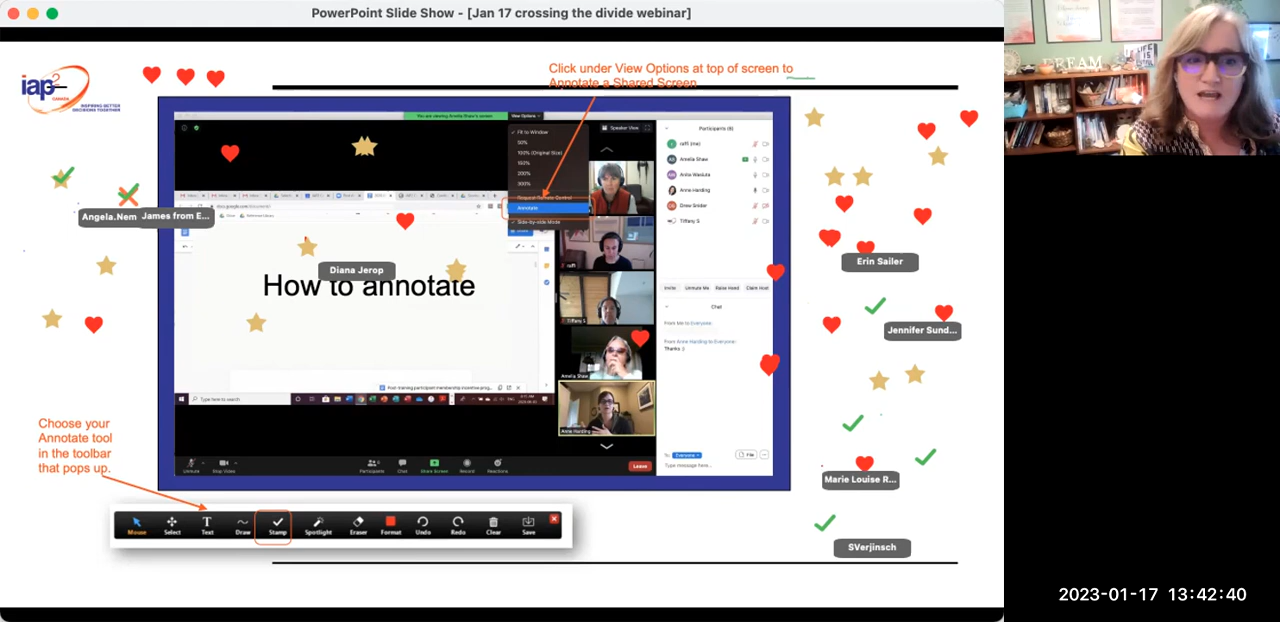 PowerPoint Slide Show - [Jan 17 crossing the divide webinar]
iap2
CANADA
INSPIRING BETTER
DECISIONS TOGETHER
Click under View Options at top of screen to
Annotate a Shared Screen
DREAM
You are viewing Amelia Shaw's screen
View Options
Fit to Window
50%
100% (Original Size)
150%
200%
300%
Request Remote Control
Annotate
Side-by-side Mode
Speaker View
Participants (6)
raffi (me)
Amelia Shaw
Anita Wasiuta
Anne Harding
Drew Snider
Tiffany S
Angela.Nem
James from E...
Diana Jerop
How to annotate
Erin Sailer
Jennifer Sund...
Marie Louise R...
SVerjinsch
raffi
Tiffany S
Amelia Shaw
Anne Harding
Invite
Unmute Me
Raise Hand
Claim Host
Chat
From Me to Everyone:
From Anne Harding to Everyone:
Thanks :)
Type here to search
To:
Everyone
File
Type message here...
Unmute
Stop Video
Participants
Chat
Share Screen
Record
Reactions
Leave
Choose your
Annotate tool
in the toolbar
that pops up.
Mouse
Select
Text
Draw
Stamp
Spotlight
Eraser
Format
Undo
Redo
Clear
Save
2023-01-17 13:42:40